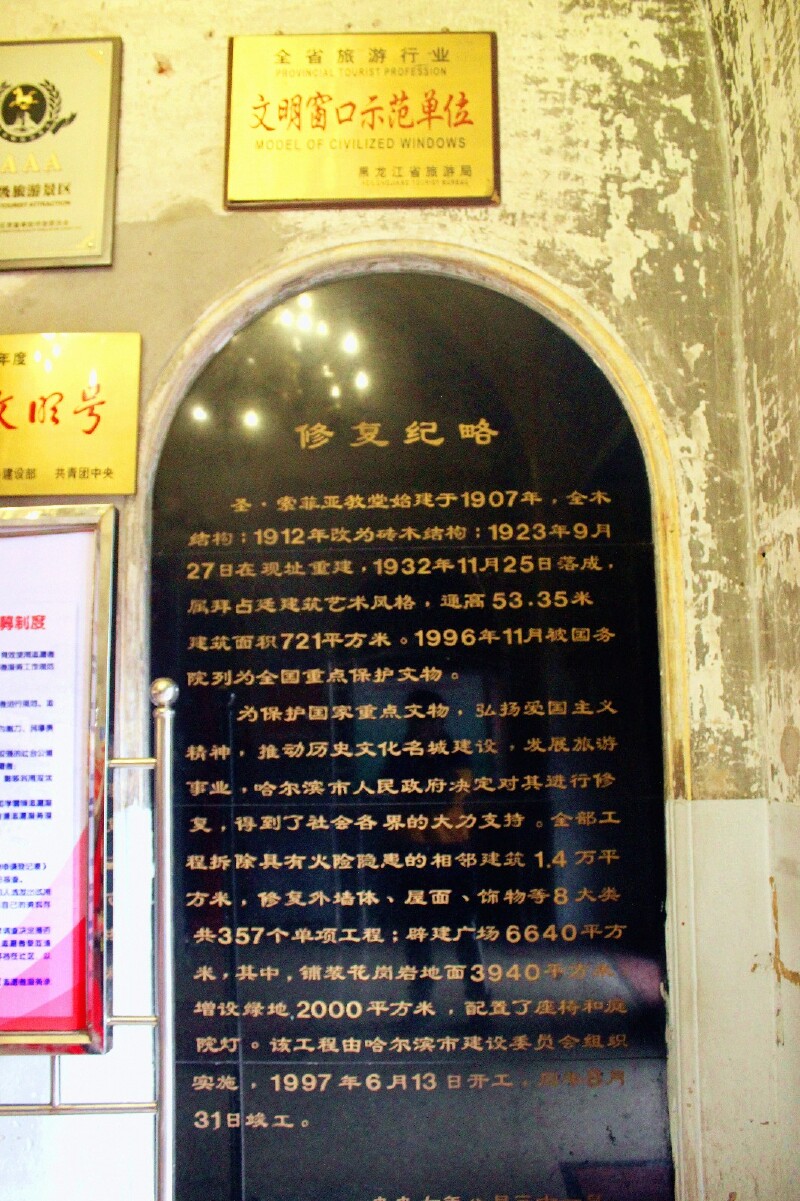 全省旅游行业
PROVINCIAL TOURIST PROFESSION
文明窗口示范单位
MODEL OF CIVILIZED WINDOWS
黑龙江省旅游局
HEILONGJIANG TOURIST BUREAU
AAA
级旅游景区
TOURIST ATTRACTION
年度
文明号
建设部 共青团中央
募制度
修复纪略
圣·索菲亚教堂始建于1907年，全木
结构；1912年改为砖木结构；1923年9月
27日在现址重建，1932年11月25日落成，
属拜占廷建筑艺术风格，通高53.35米
建筑面积721平方米。1996年11月被国务
院列为全国重点保护文物。
为保护国家重点文物，弘扬爱国主义
精神，推动历史文化名城建设，发展旅游
事业，哈尔滨市人民政府决定对其进行修
复，得到了社会各界的大力支持。全部工
程拆除具有火险隐患的相邻建筑1.4万平
方米，修复外墙体、屋面、饰物等8大类
共357个单项工程；辟建广场6640平方
米，其中，铺装花岗岩地面3940平方米
增设绿地2000平方米，配置了座椅和庭
院灯。该工程由哈尔滨市建设委员会组织
实施，1997年6月13日开工，同年8月
31日竣工。